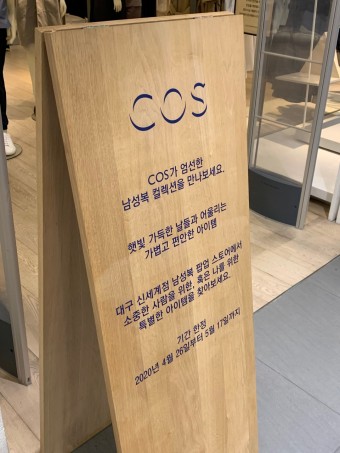 COS
COS가 엄선한
남성복 컬렉션을 만나보세요.
햇빛 가득한 날들과 어울리는
가볍고 편안한 아이템
대구 신세계점 남성복 팝업 스토어에서
소중한 사람을 위한, 혹은 나를 위한
특별한 아이템을 찾아보세요.
기간 한정
2020년 4월 26일부터 5월 17일까지